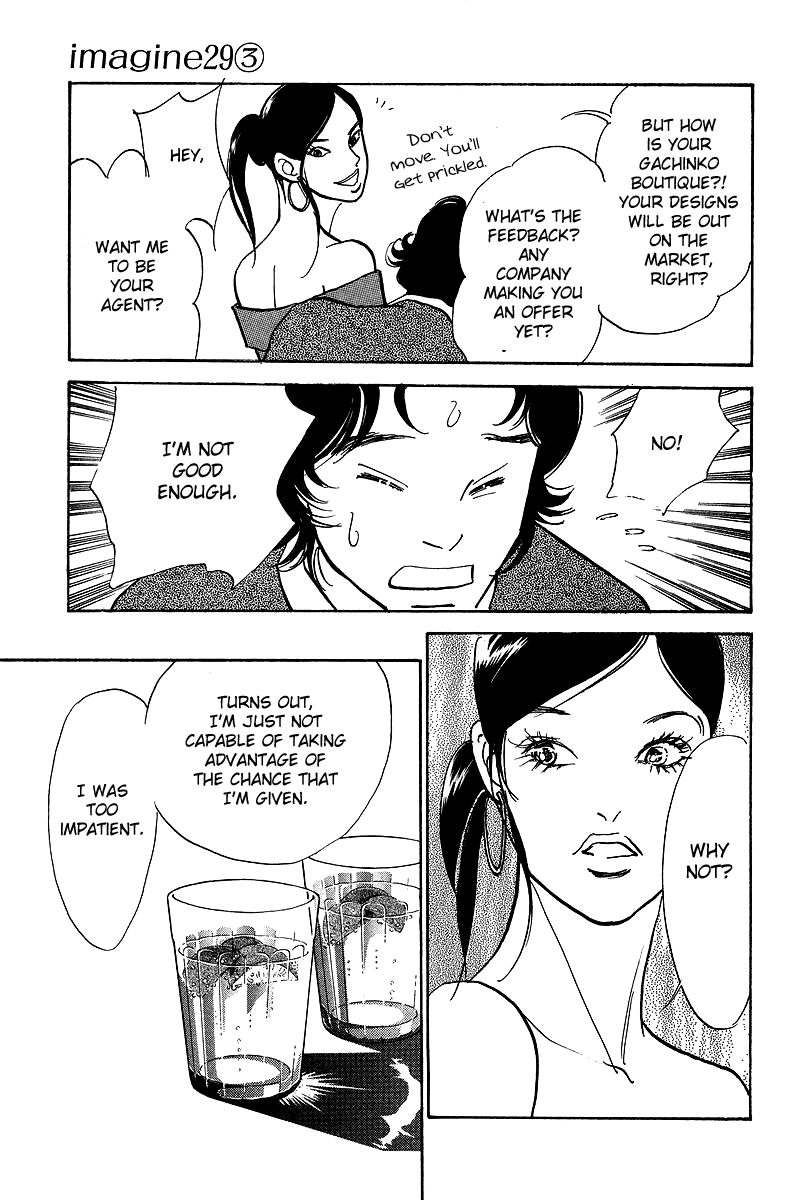 imagine29③
BUT HOW
IS YOUR
GACHINKO
BOUTIQUE?!
YOUR DESIGNS
WILL BE OUT
ON THE
MARKET,
RIGHT?
WHAT'S THE
FEEDBACK?
ANY
COMPANY
MAKING YOU
AN OFFER
YET?
Don't
move. You'll
get prickled.
HEY,
WANT ME
TO BE
YOUR
AGENT?
NO!
I'M NOT
GOOD
ENOUGH.
WHY
NOT?
TURNS OUT,
I'M JUST NOT
CAPABLE OF TAKING
ADVANTAGE OF
THE CHANCE THAT
I'M GIVEN.
I WAS
TOO
IMPATIENT.